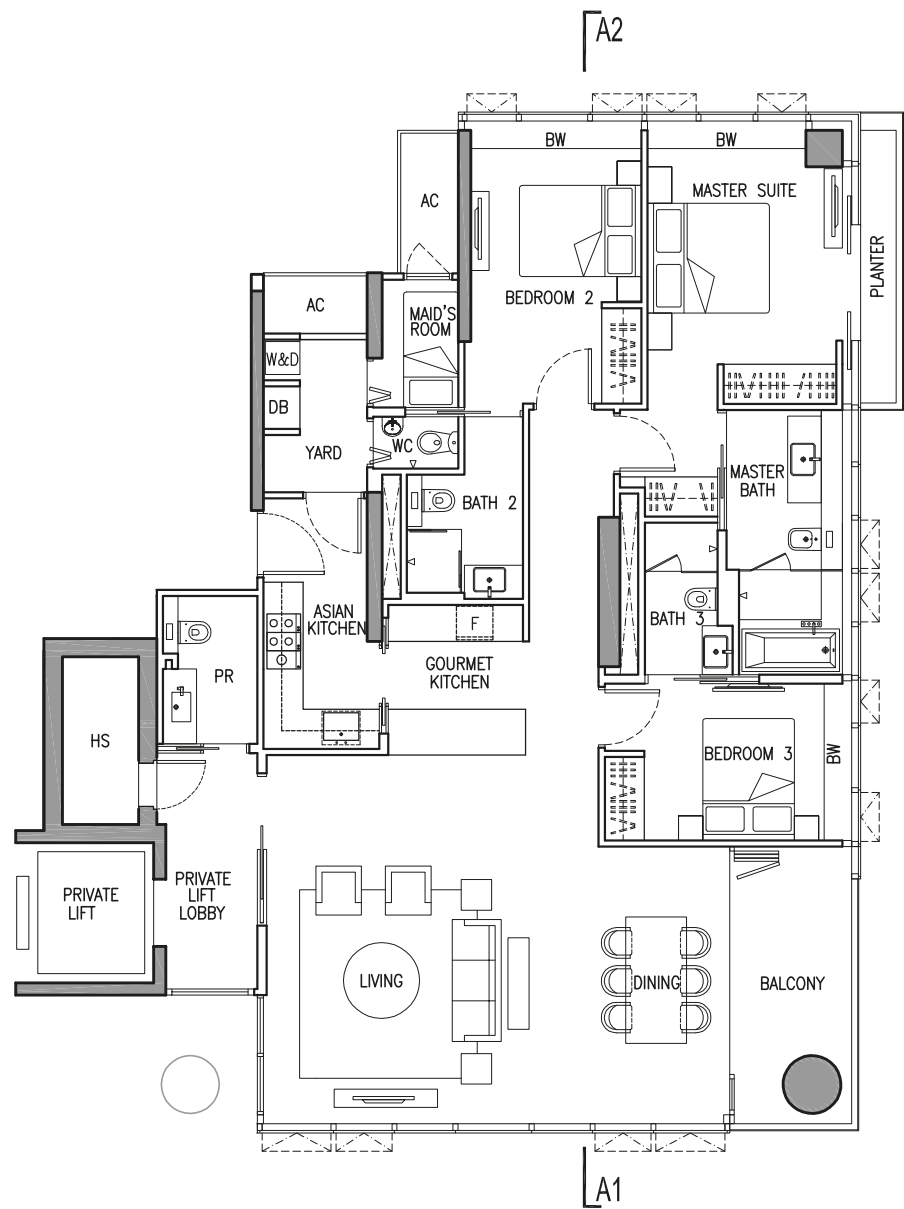 A2
BW
BW
AC
MASTER SUITE
PLANTER
BEDROOM 2
AC
MAID'S
ROOM
W&D
DB
YARD
WC
BATH 2
MASTER
BATH
ASIAN
KITCHEN
F
BATH 3
GOURMET
KITCHEN
PR
HS
BEDROOM 3
BW
PRIVATE
LIFT
PRIVATE
LIFT
LOBBY
LIVING
DINING
BALCONY
A1